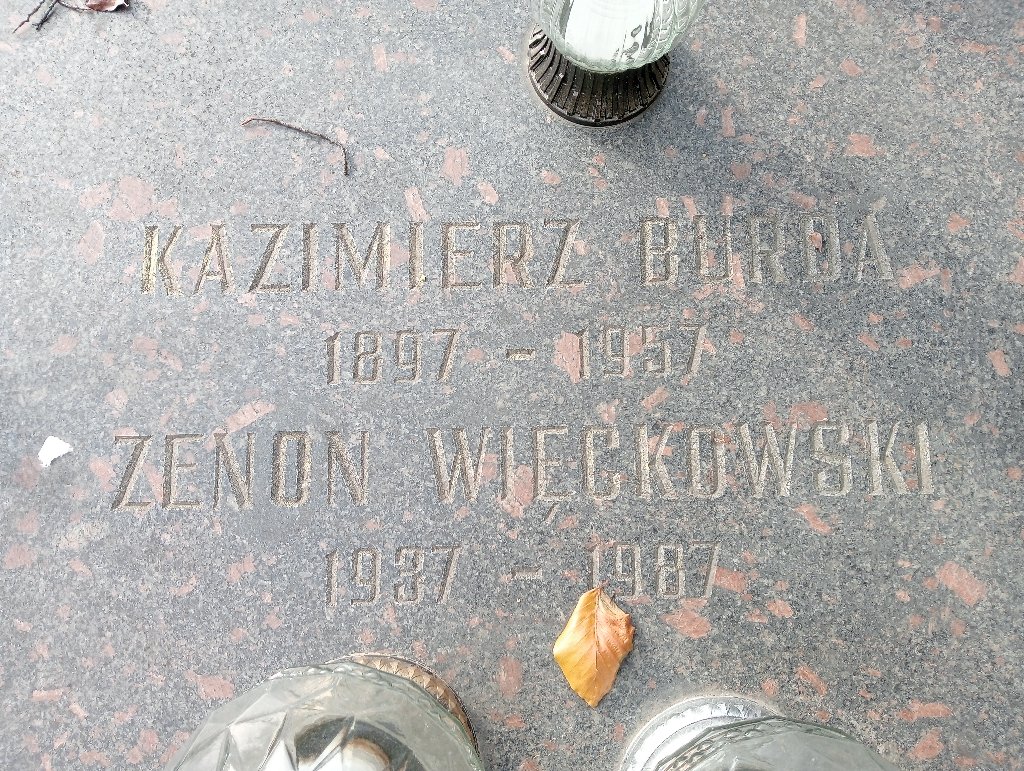 KAZIMIERZ BURDA
1897 - 1957
ZENON WIĘCKOWSKI
1937 - 1987